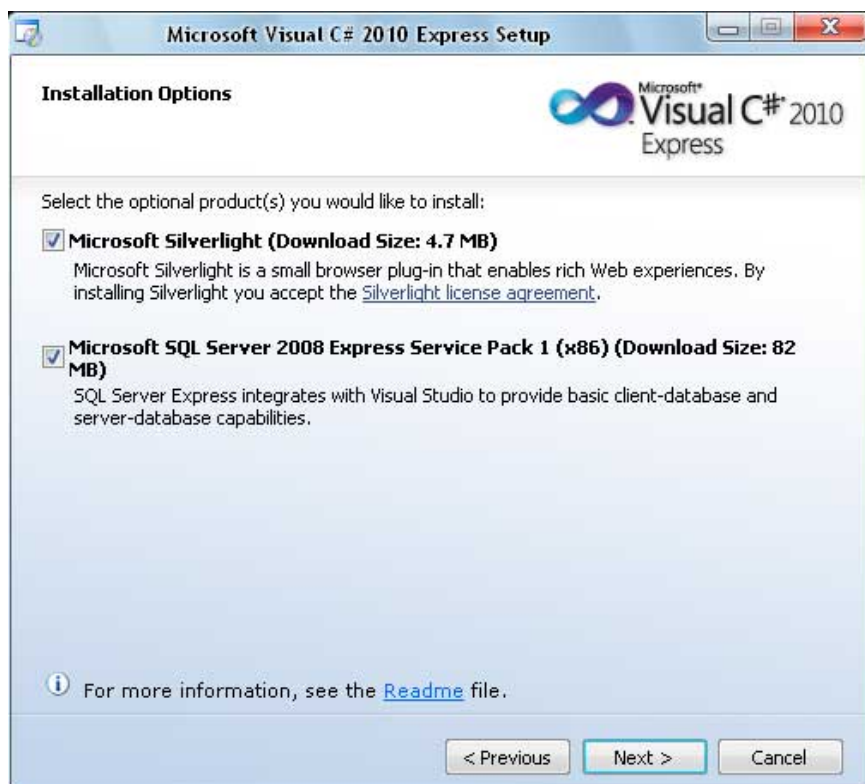 Microsoft Visual C# 2010 Express Setup
Installation Options
Microsoft®
Visual C#® 2010
Express
Select the optional product(s) you would like to install:
Microsoft Silverlight (Download Size: 4.7 MB)
Microsoft Silverlight is a small browser plug-in that enables rich Web experiences. By
installing Silverlight you accept the Silverlight license agreement.
Microsoft SQL Server 2008 Express Service Pack 1 (x86) (Download Size: 82
MB)
SQL Server Express integrates with Visual Studio to provide basic client-database and
server-database capabilities.
For more information, see the Readme file.
< Previous
Next >
Cancel